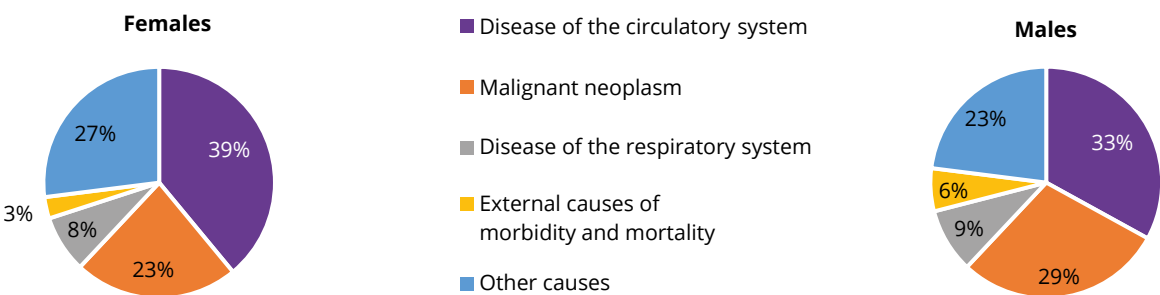 Females
39%
23%
8%
3%
27%
Disease of the circulatory system
Malignant neoplasm
Disease of the respiratory system
External causes of
morbidity and mortality
Other causes
Males
33%
29%
9%
6%
23%